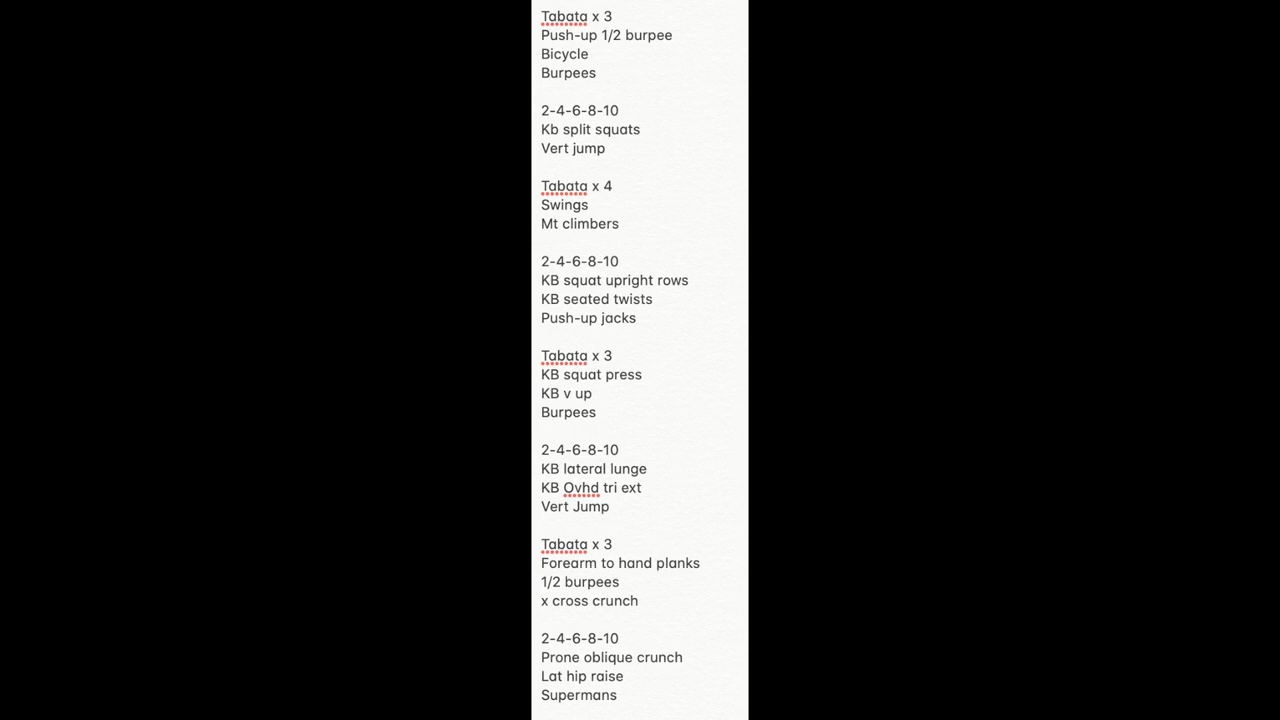 Tabata x 3
Push-up 1/2 burpee
Bicycle
Burpees
2-4-6-8-10
Kb split squats
Vert jump
Tabata x 4
Swings
Mt climbers
2-4-6-8-10
KB squat upright rows
KB seated twists
Push-up jacks
Tabata x 3
KB squat press
KB v up
Burpees
2-4-6-8-10
KB lateral lunge
KB Ovhd tri ext
Vert Jump
Tabata x 3
Forearm to hand planks
1/2 burpees
x cross crunch
2-4-6-8-10
Prone oblique crunch
Lat hip raise
Supermans